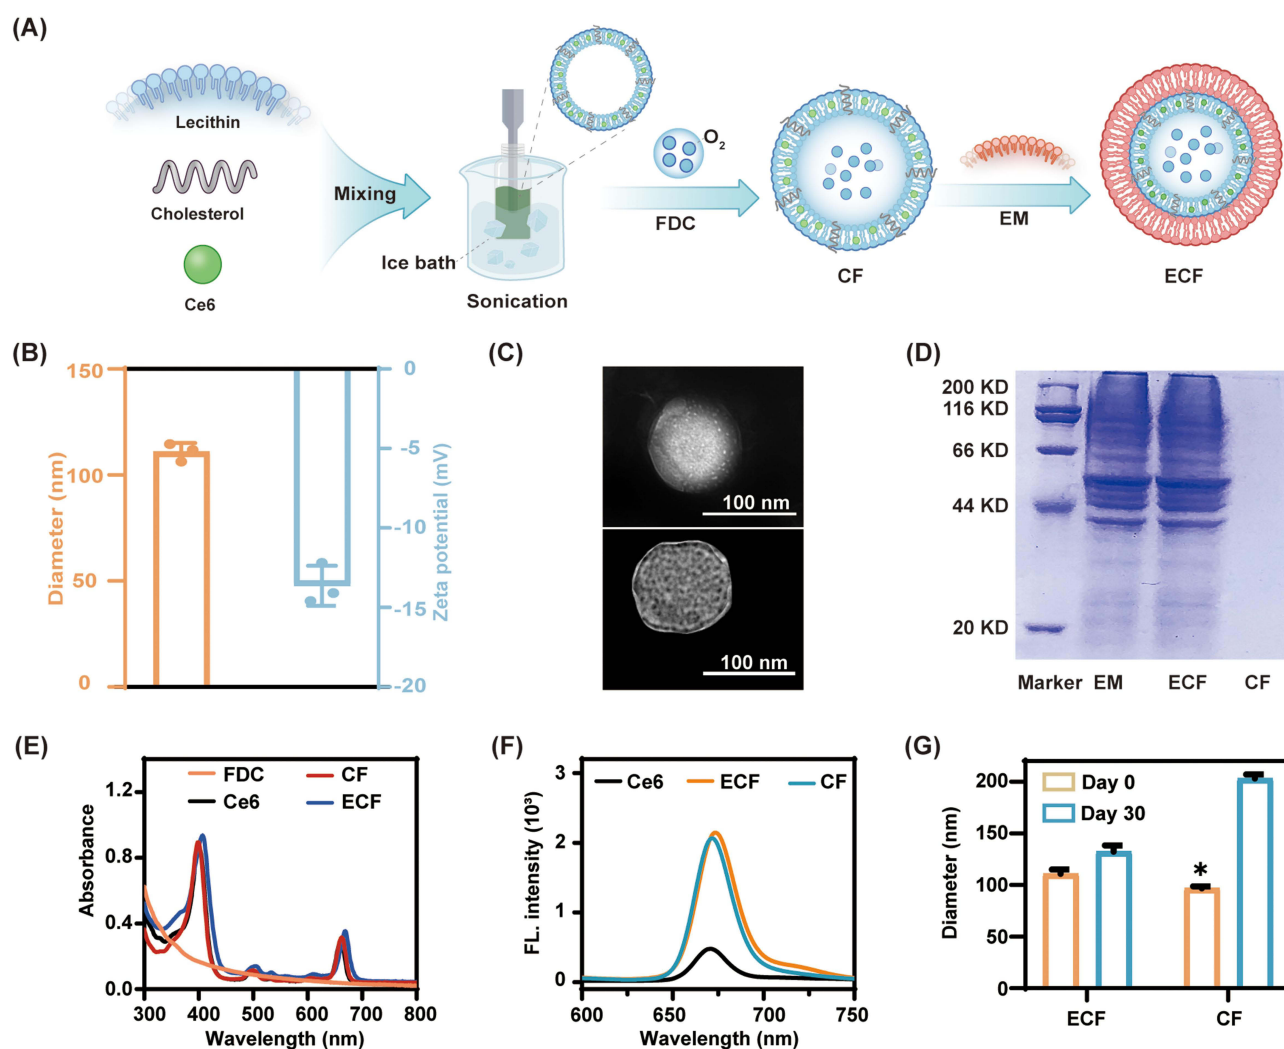 (A)
Lecithin
Cholesterol
Ce6
Mixing
Ice bath
Sonication
O2
FDC
CF
EM
ECF
(B)
150
100
50
0
Diameter (nm)
0
-5
-10
-15
-20
Zeta potential (mV)
(C)
100 nm
100 nm
(D)
200 KD
116 KD
66 KD
44 KD
20 KD
Marker EM ECF CF
(E)
FDC CF
Ce6 ECF
1.2
0.8
0.4
0.0
Absorbance
300 400 500 600 700 800
Wavelength (nm)
(F)
Ce6 ECF CF
3
2
1
0
FL. intensity (10³)
600 650 700 750
Wavelength (nm)
(G)
Day 0
Day 30
200
150
100
50
0
Diameter (nm)
*
ECF CF